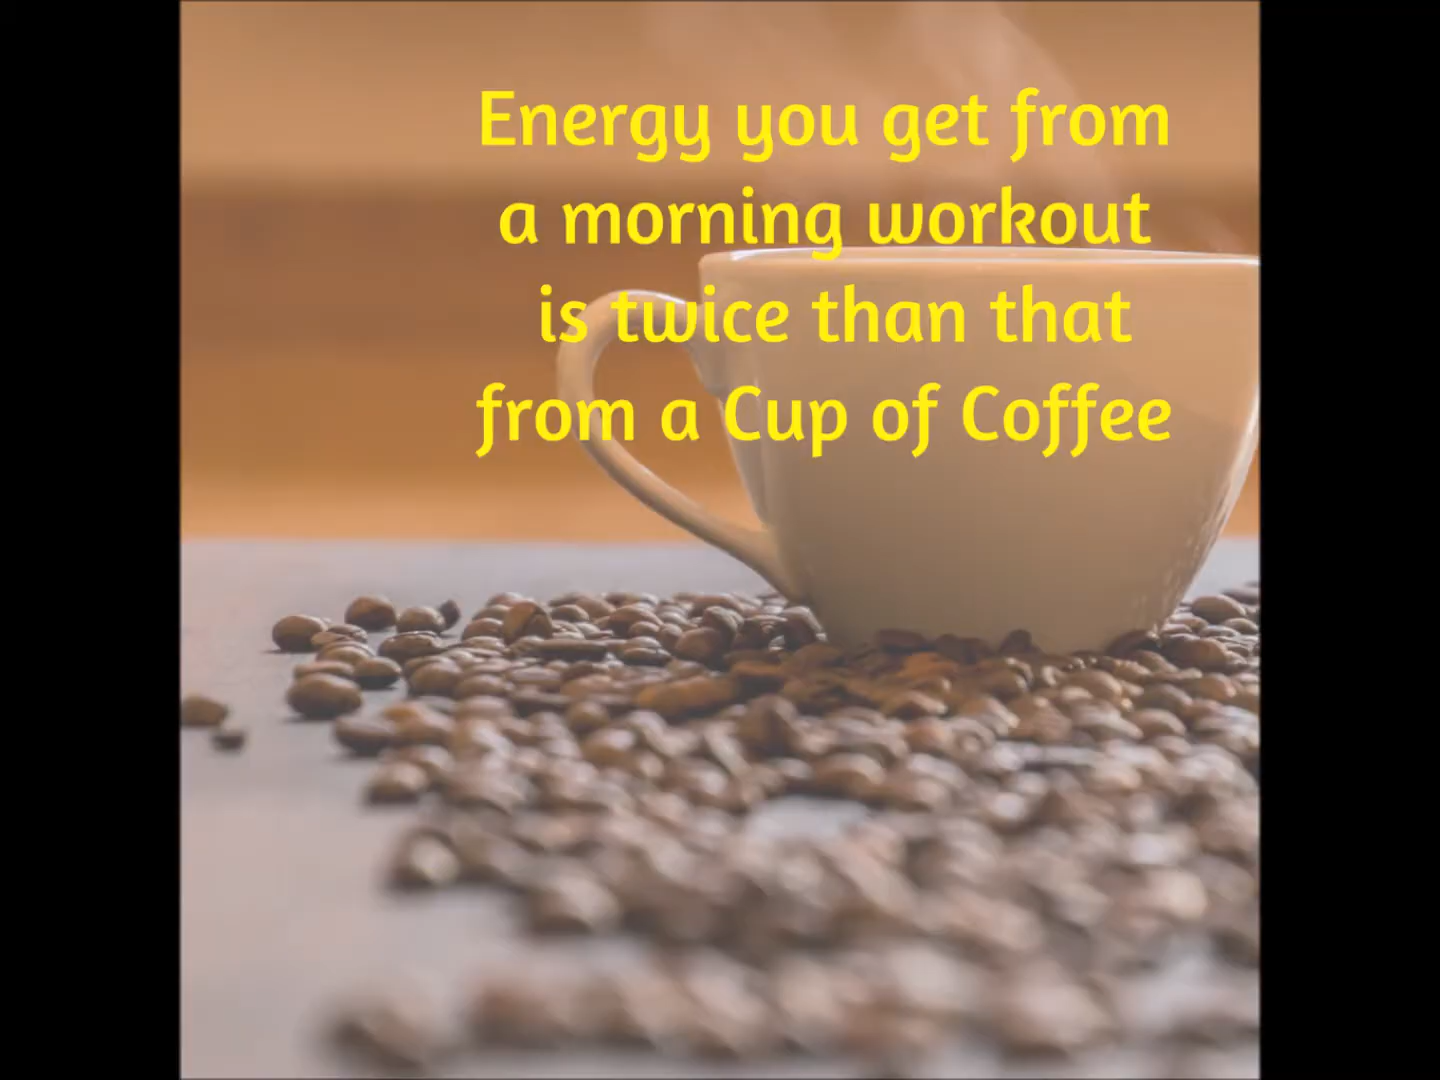 Energy you get from
a morning workout
is twice than that
from a Cup of Coffee